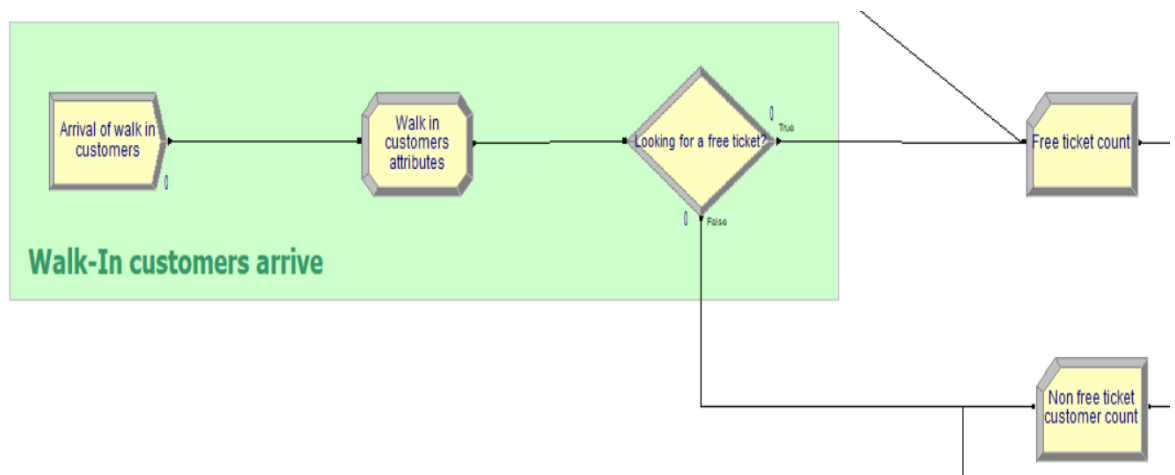 Arrival of walk in
customers
0
Walk in
customers
attributes
Looking for a free ticket?
0
True
0
False
Free ticket count
Walk-In customers arrive
Non free ticket
customer count